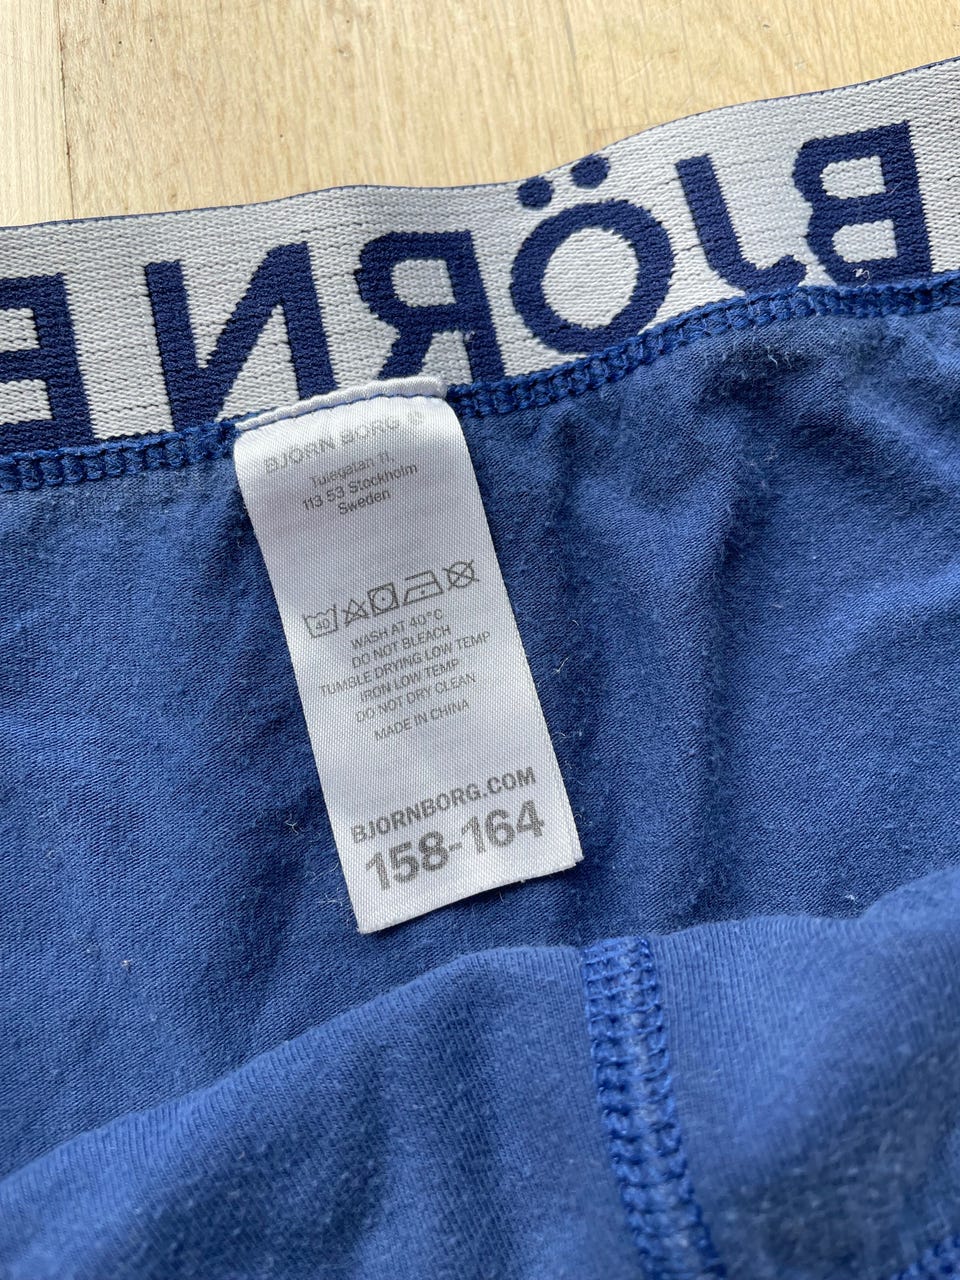 BJÖRN B
BJÖRN BORG ®
Tulegatan 11,
113 53 Stockholm
Sweden
40
WASH AT 40°C
DO NOT BLEACH
TUMBLE DRYING LOW TEMP
IRON LOW TEMP
DO NOT DRY CLEAN
MADE IN CHINA
BJORNBORG.COM
158-164